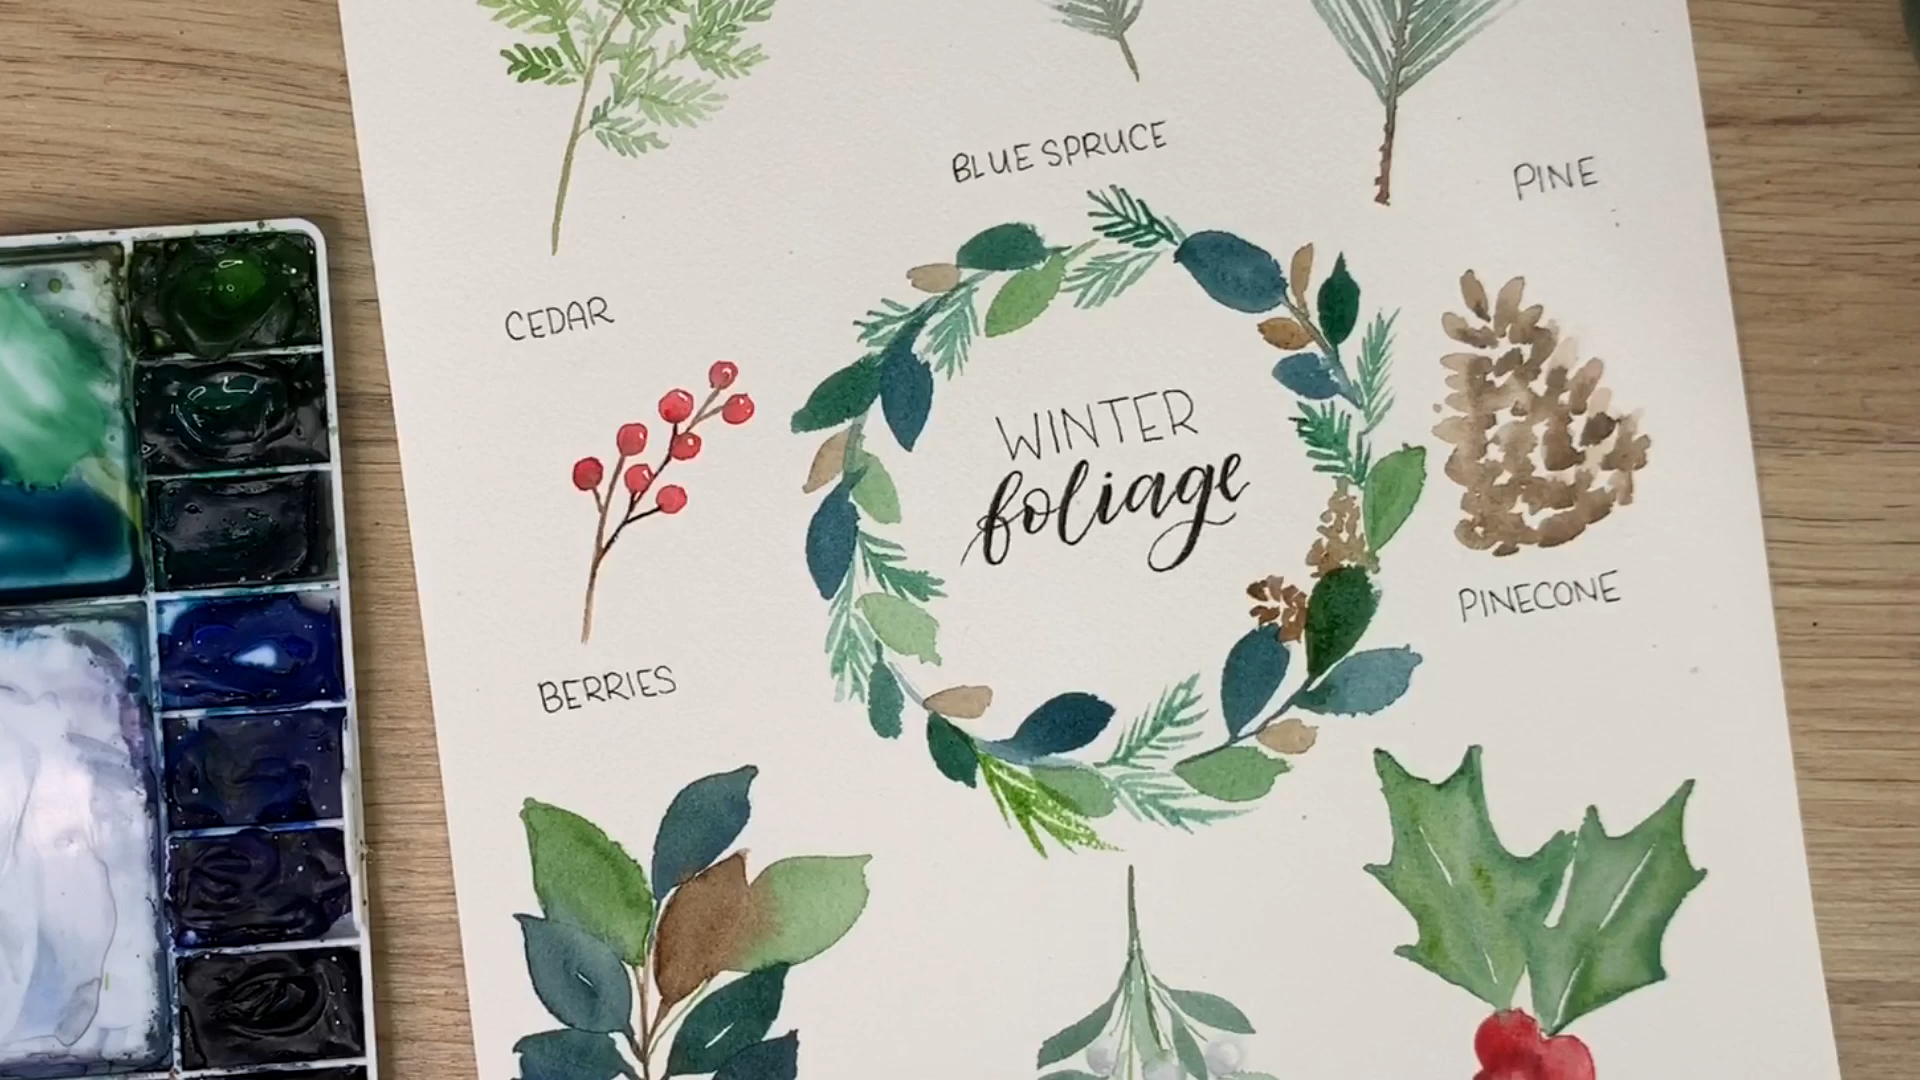 BLUE SPRUCE
PINE
CEDAR
WINTER
foliage
PINECONE
BERRIES